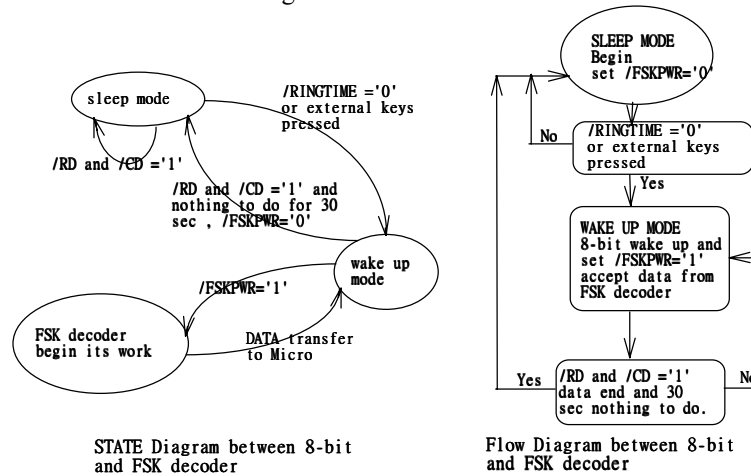 sleep mode
/RINGTIME ='0'
or external keys
pressed
/RD and /CD ='1'
/RD and /CD ='1' and
nothing to do for 30
sec , /FSKPWR='0'
wake up
mode
/FSKPWR='1'
FSK decoder
begin its work
DATA transfer
to Micro
STATE Diagram between 8-bit
and FSK decoder
SLEEP MODE
Begin
set /FSKPWR='0'
/RINGTIME ='0'
or external keys
pressed
No
Yes
WAKE UP MODE
8-bit wake up and
set /FSKPWR='1'
accept data from
FSK decoder
/RD and /CD ='1'
data end and 30
sec nothing to do.
Yes
No
Flow Diagram between 8-bit
and FSK decoder